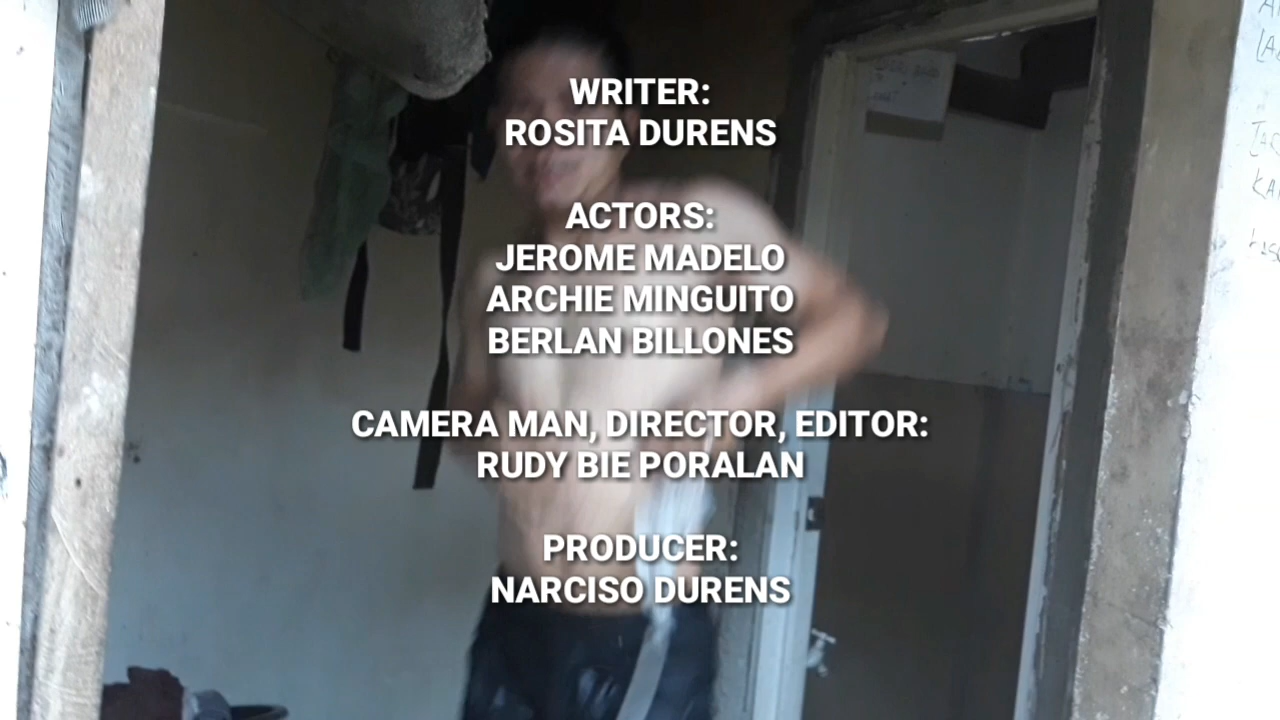 WRITER:
ROSITA DURENS
ACTORS:
JEROME MADELO
ARCHIE MINGUITO
BERLAN BILLONES
CAMERA MAN, DIRECTOR, EDITOR:
RUDY BIE PORALAN
PRODUCER:
NARCISO DURENS